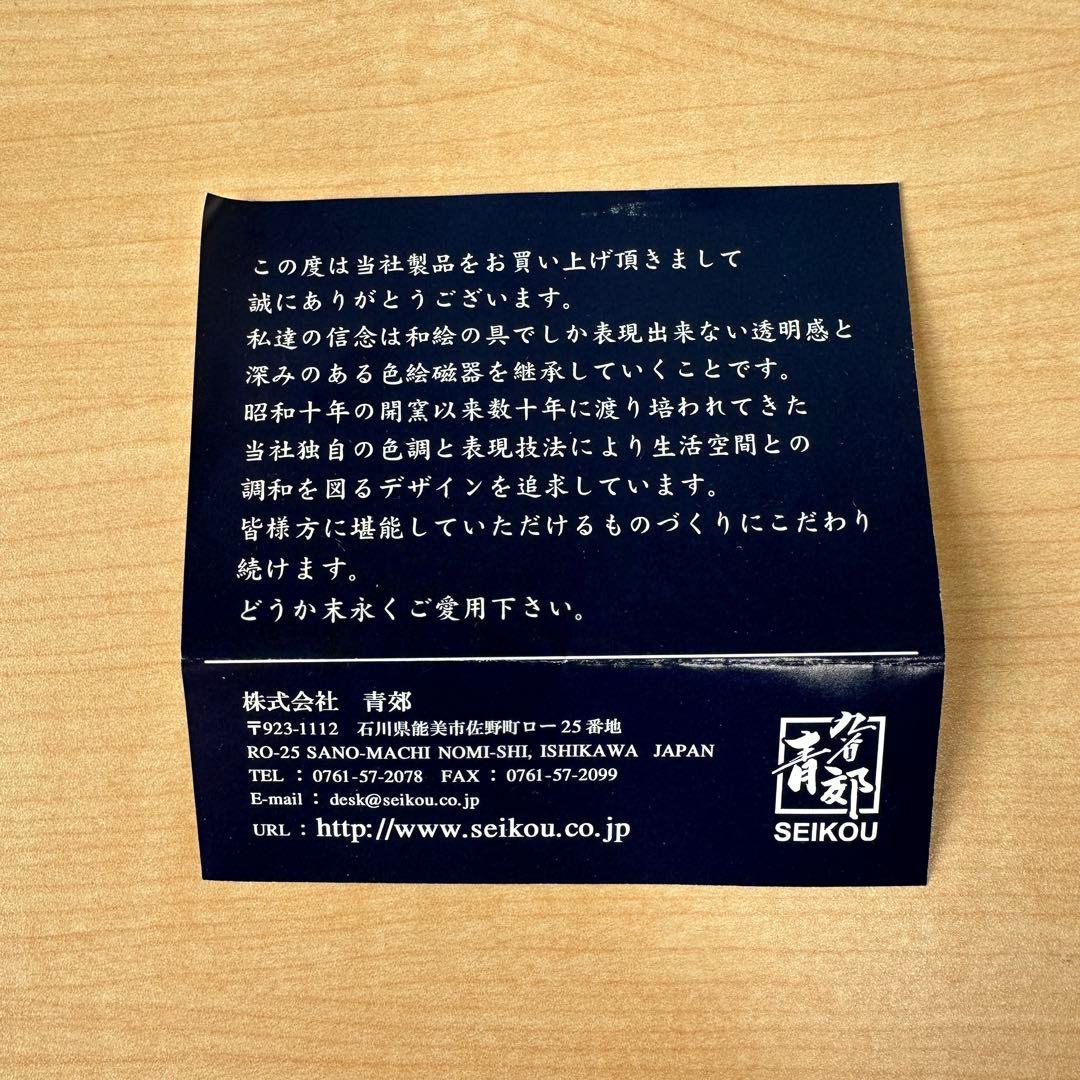 この度は当社製品をお買い上げ頂きまして
誠にありがとうございます。
私達の信念は和絵の具でしか表現出来ない透明感と
深みのある色絵磁器を継承していくことです。
昭和十年の開窯以来数十年に渡り培われてきた
当社独自の色調と表現技法により生活空間との
調和を図るデザインを追求しています。
皆様方に堪能していただけるものづくりにこだわり
続けます。
どうか末永くご愛用下さい。
株式会社　青郊
〒923-1112　石川県能美市佐野町ロー25番地
RO-25 SANO-MACHI NOMI-SHI, ISHIKAWA　JAPAN
TEL：0761-57-2078　FAX：0761-57-2099
E-mail：desk@seikou.co.jp
URL：http://www.seikou.co.jp
九谷
青郊
SEIKOU